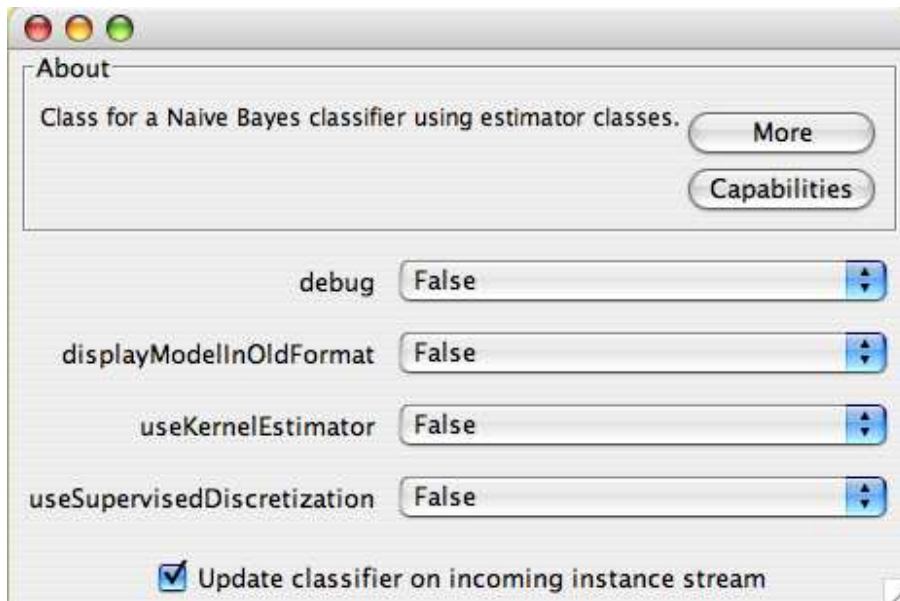 About
Class for a Naive Bayes classifier using estimator classes.
More
Capabilities
debug False
displayModelInOldFormat False
useKernelEstimator False
useSupervisedDiscretization False
Update classifier on incoming instance stream